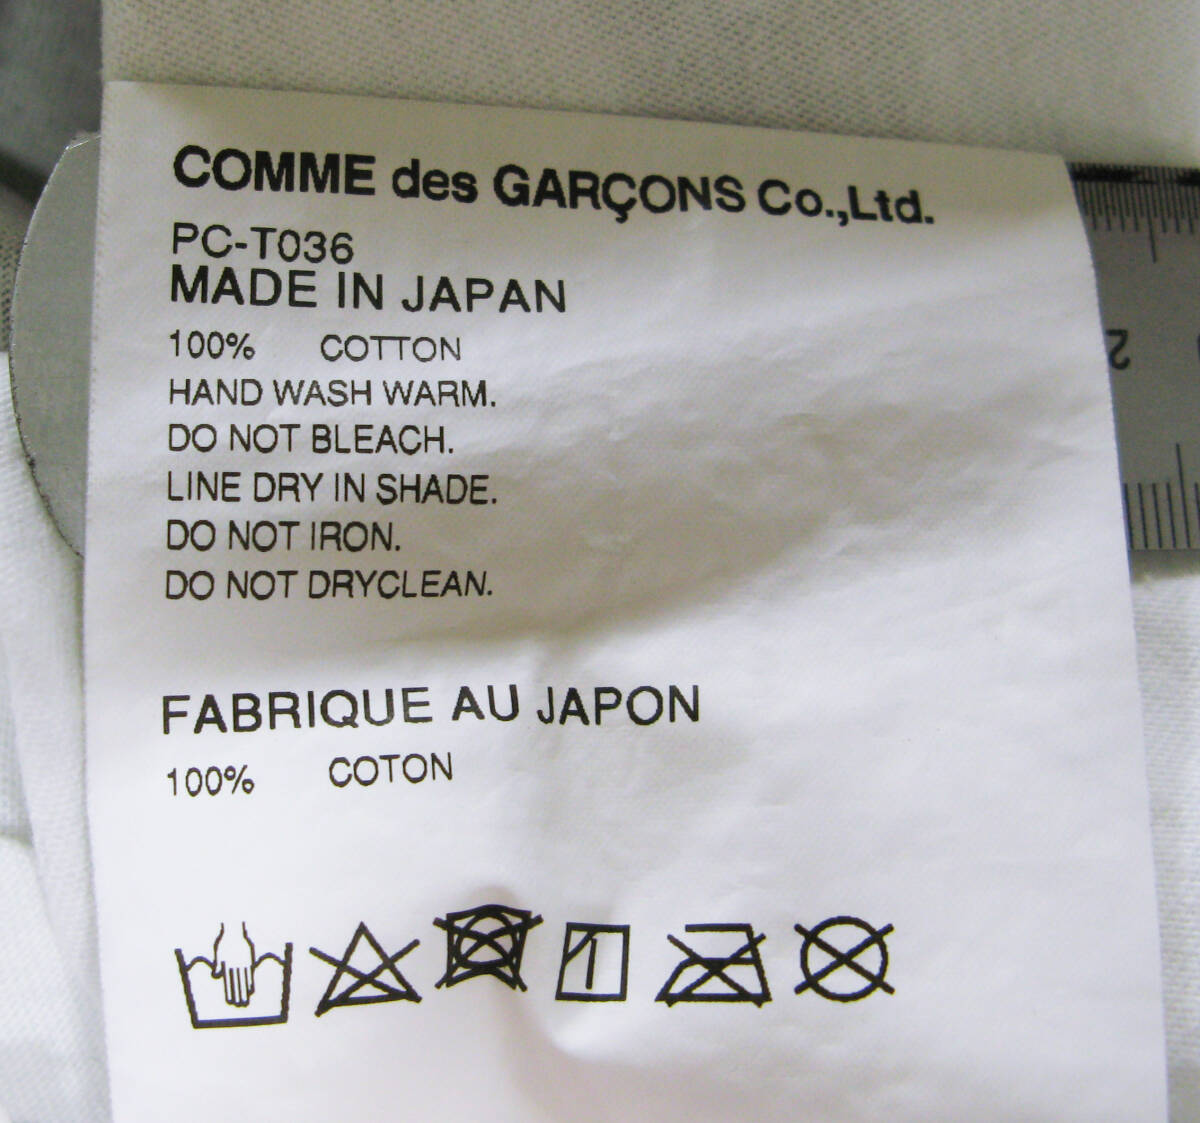 COMME des GARÇONS Co.,Ltd.
PC-T036
MADE IN JAPAN
100% COTTON
HAND WASH WARM.
DO NOT BLEACH.
LINE DRY IN SHADE.
DO NOT IRON.
DO NOT DRYCLEAN.
FABRIQUE AU JAPON
100% COTON
2